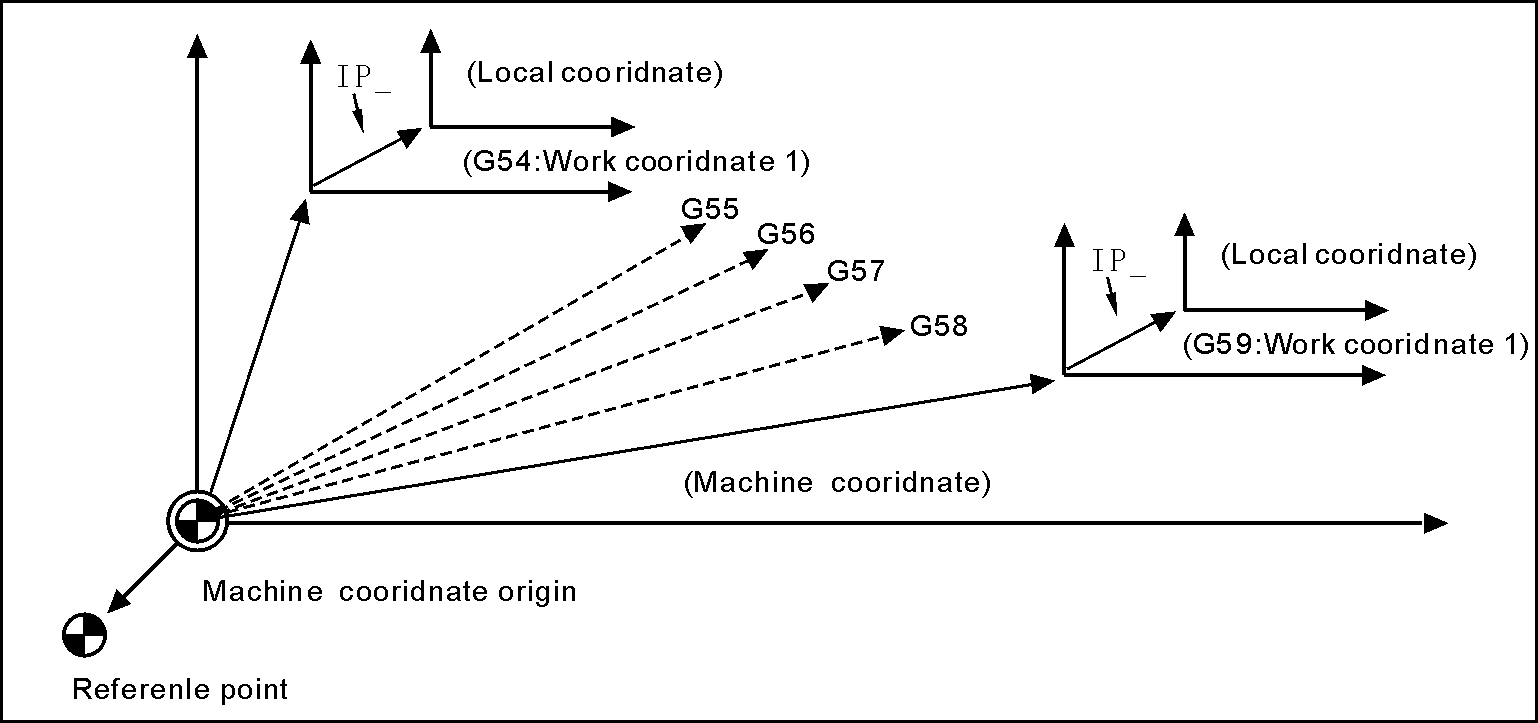 IP_
(Local cooridnate)
(G54:Work cooridnate 1)
G55
G56
G57
G58
IP_
(Local cooridnate)
(G59:Work cooridnate 1)
(Machine cooridnate)
Machine cooridnate origin
Referenle point